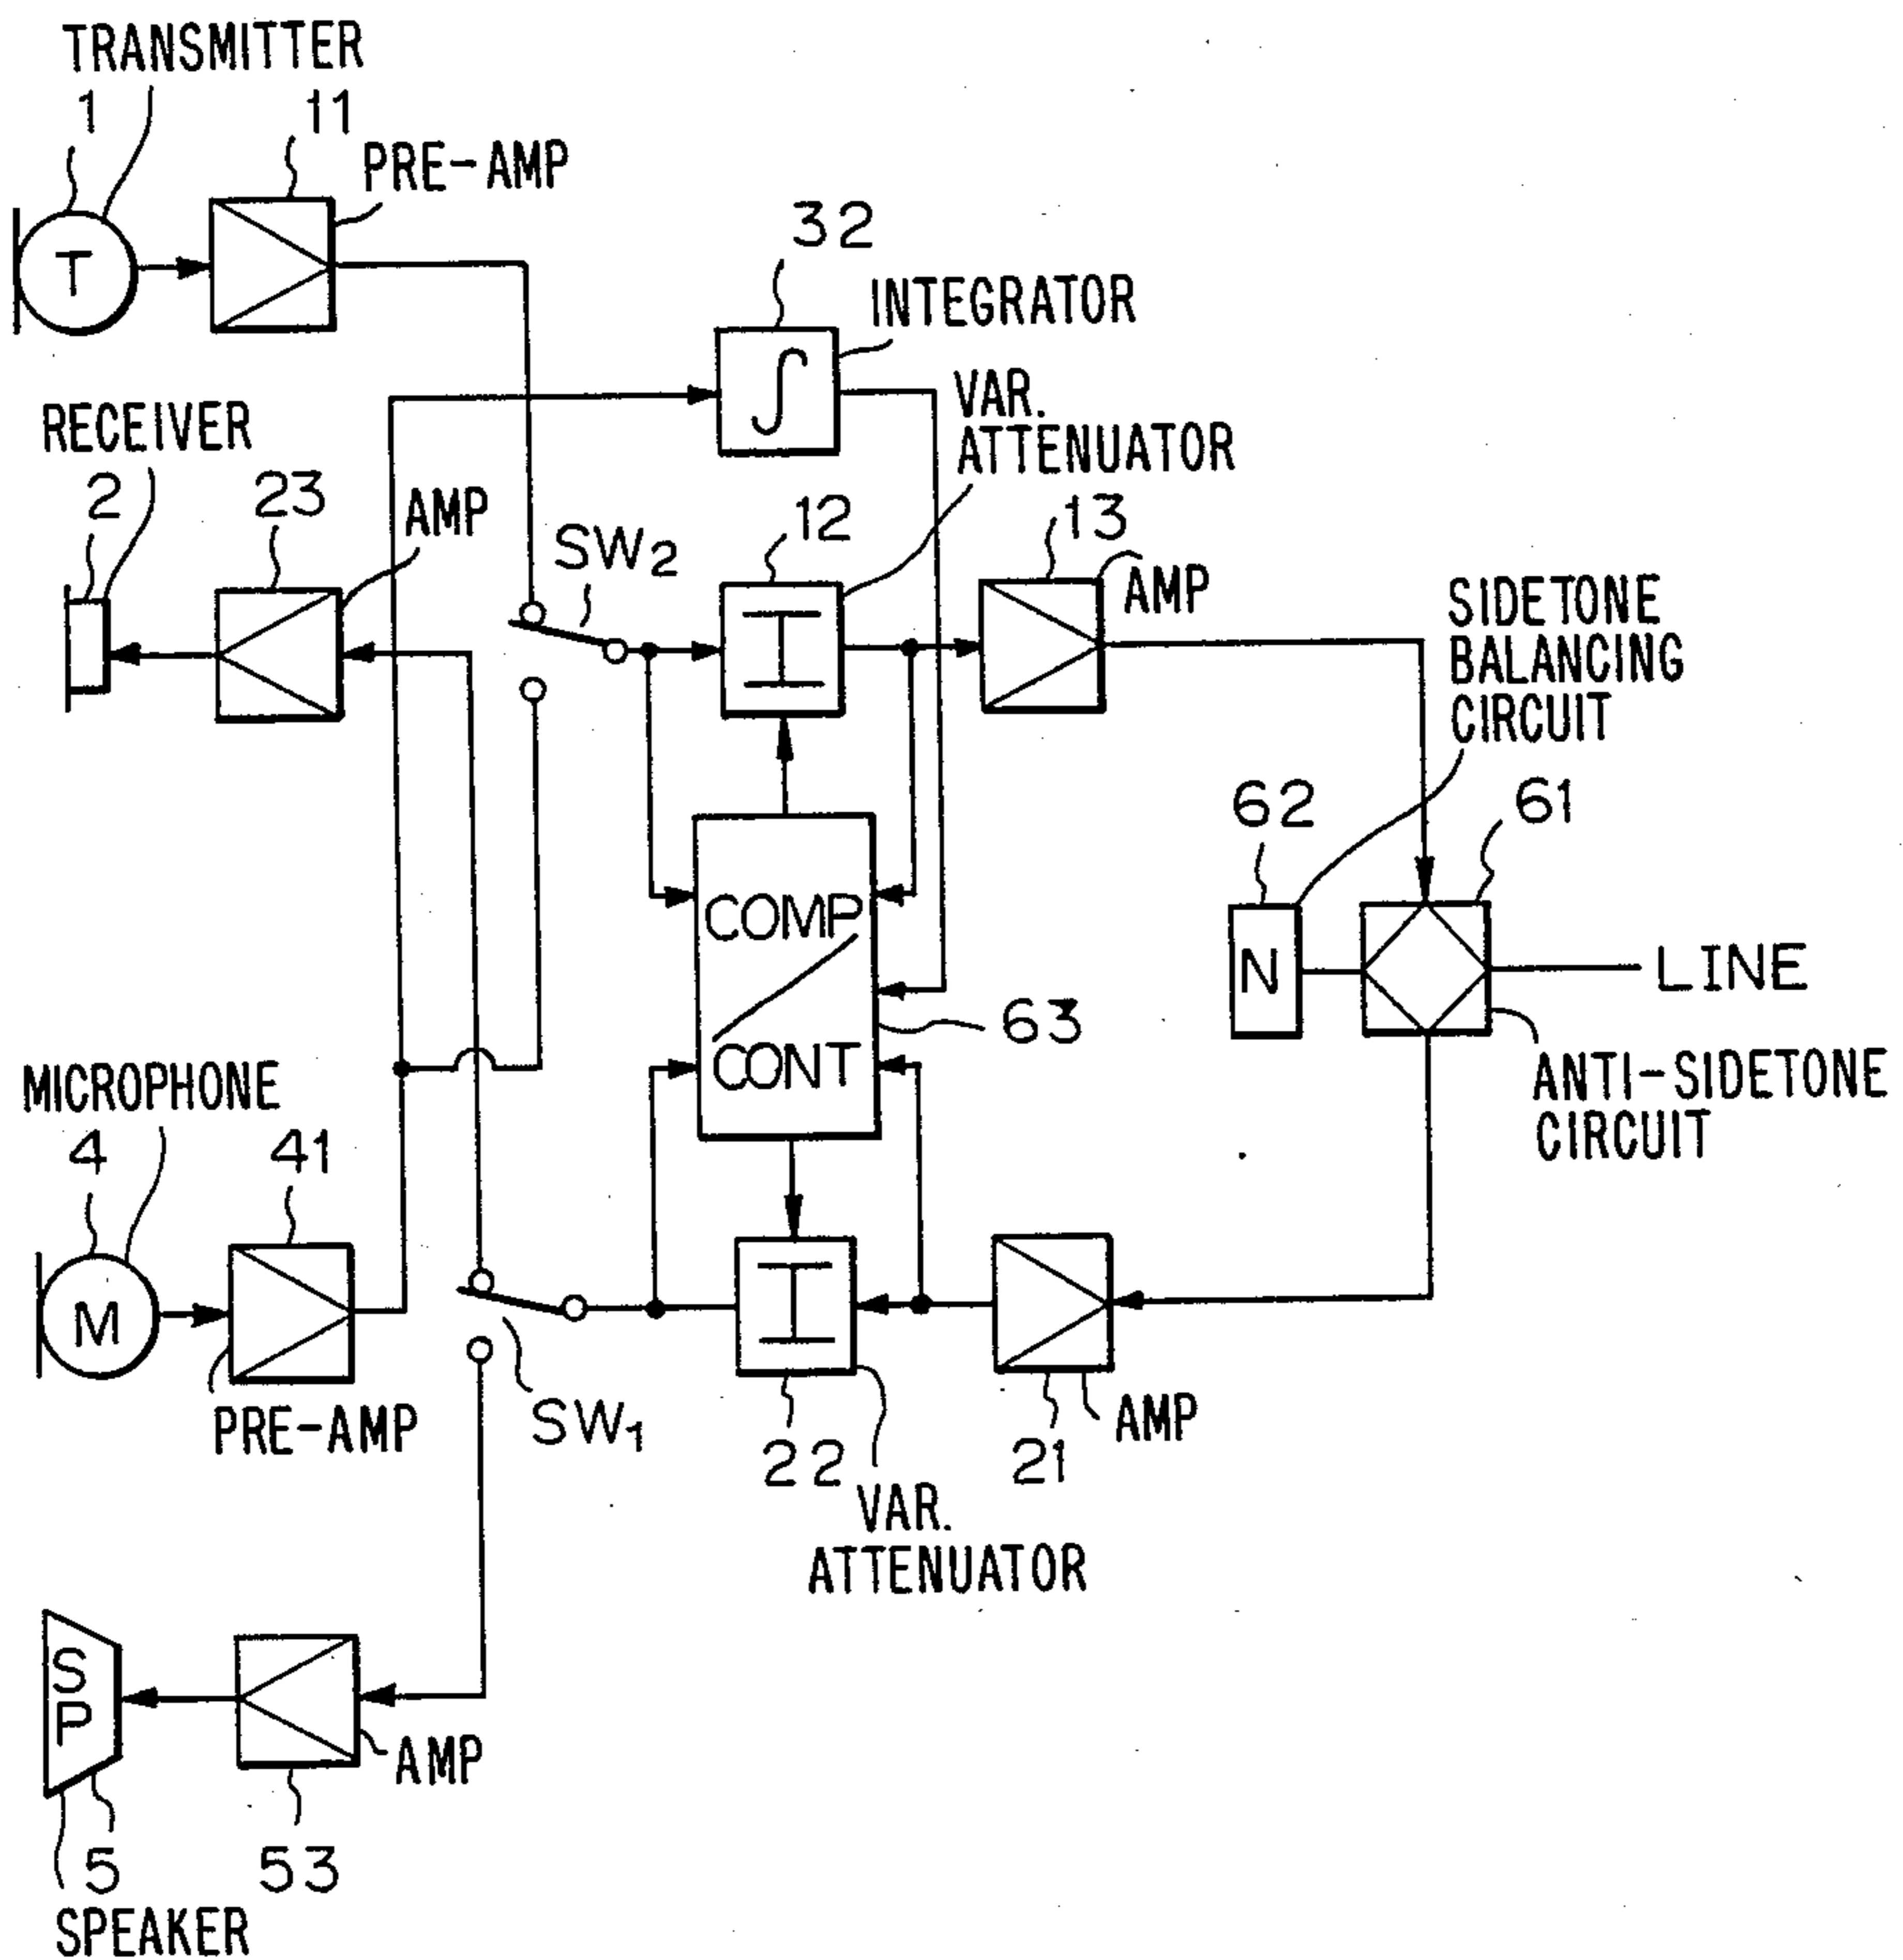 TRANSMITTER
1
11
PRE-AMP
T
32
INTEGRATOR
VAR.
ATTENUATOR
RECEIVER
2
23
AMP
SW2
12
13
AMP
SIDETONE
BALANCING
CIRCUIT
62
61
N
LINE
COMP
CONT
63
ANTI-SIDETONE
CIRCUIT
MICROPHONE
4
41
M
PRE-AMP
SW1
22
VAR.
ATTENUATOR
21
AMP
SP
AMP
5
53
SPEAKER